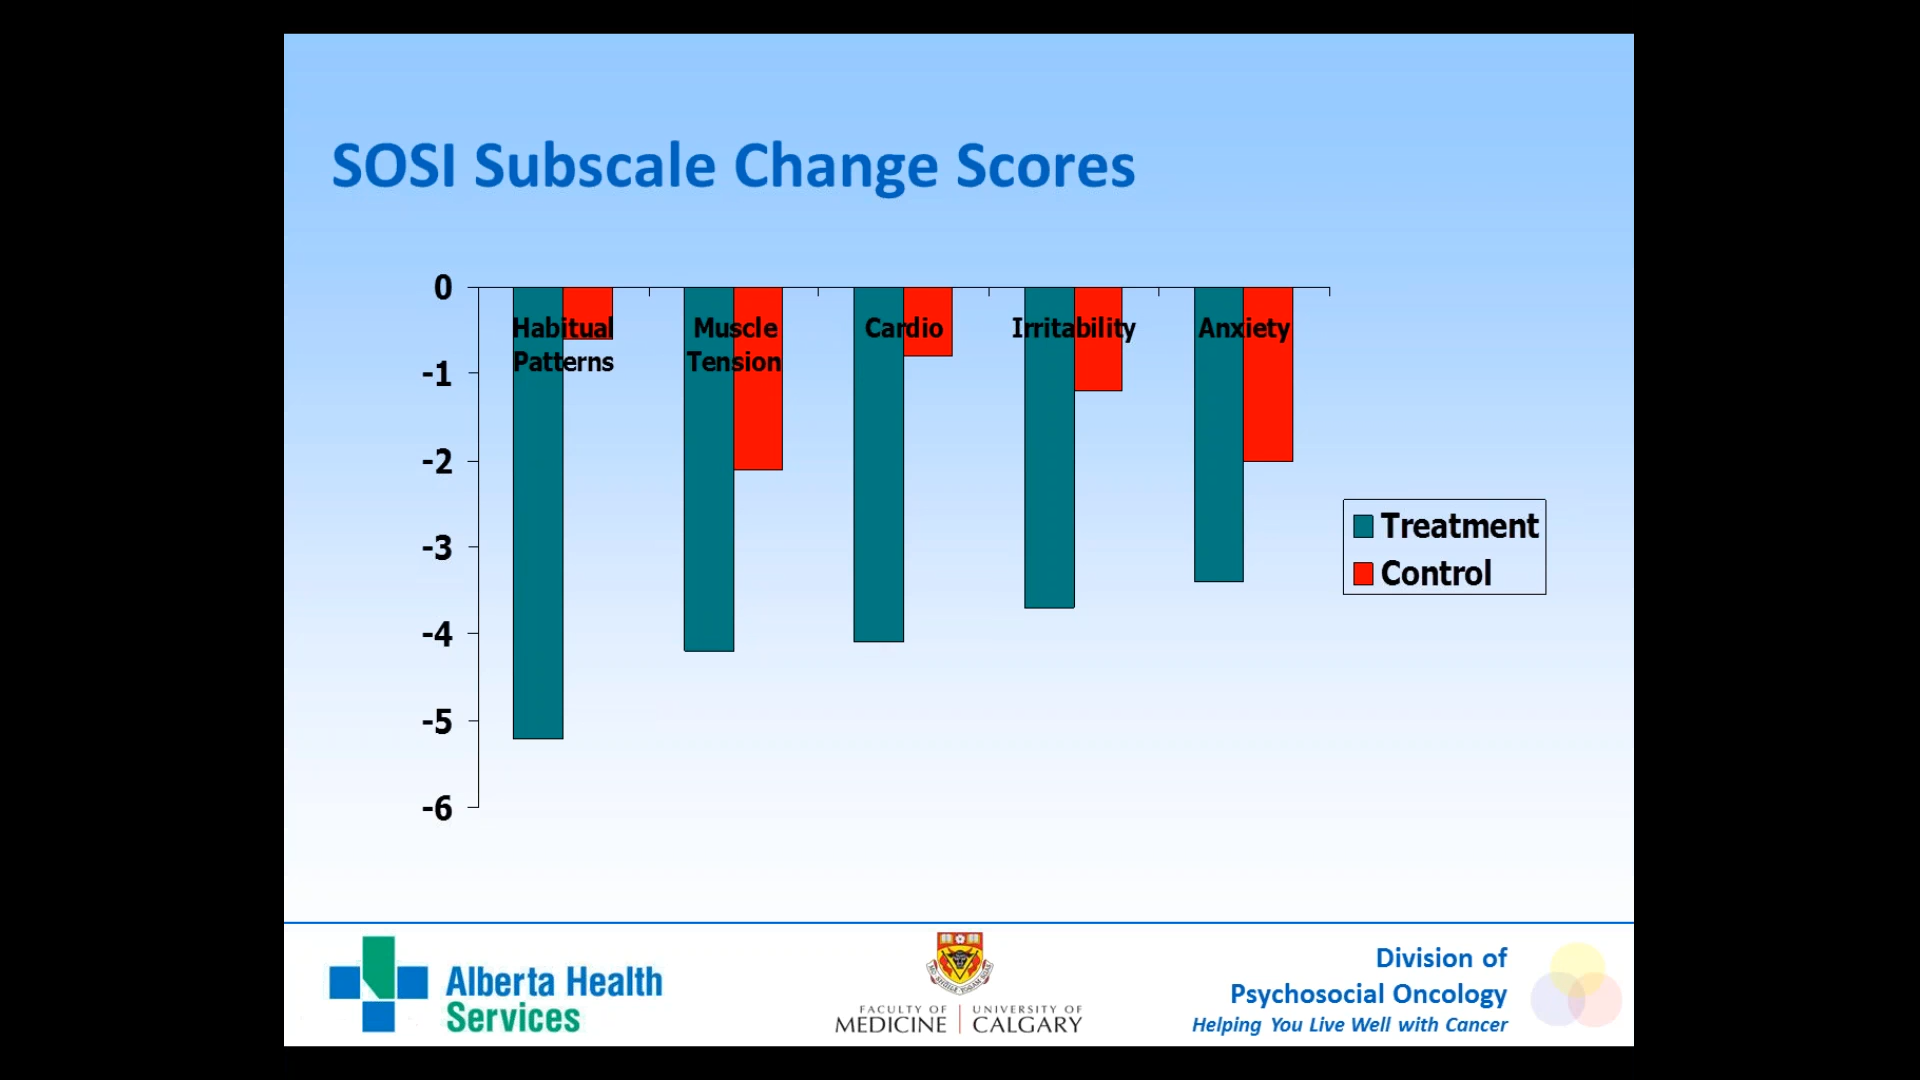 SOSI Subscale Change Scores
0
-1
-2
-3
-4
-5
-6
Habitual
Patterns
Muscle
Tension
Cardio
Irritability
Anxiety
Treatment
Control
Alberta Health
Services
FACULTY OF
MEDICINE
UNIVERSITY OF
CALGARY
Division of
Psychosocial Oncology
Helping You Live Well with Cancer